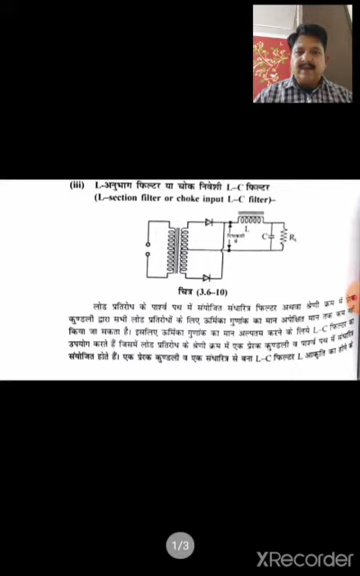 (iii) L–अनुभाग फिल्टर या चोक निवेशी L–C फिल्टर
(L–section filter or choke input L–C filter)–
L
C
R
चित्र (3.6–10)
लोड प्रतिरोध के पार्श्व पथ में संयोजित संधारित्र फिल्टर अथवा श्रेणी क्रम में
कुण्डली द्वारा सभी लोड प्रतिरोधों के लिए ऊर्मिका गुणांक का मान अपेक्षित मान तक कम नहीं
किया जा सकता है। इसलिए ऊर्मिका गुणांक का मान अल्पतम करने के लिये L–C फिल्टर का
उपयोग करते हैं जिसमें लोड प्रतिरोध के श्रेणी क्रम में एक प्रेरक कुण्डली व पार्श्व पथ में संधारित्र
संयोजित होते हैं। एक प्रेरक कुण्डली व एक संधारित्र से बना L–C फिल्टर L आकृति का होने के
1/3
XRecorder